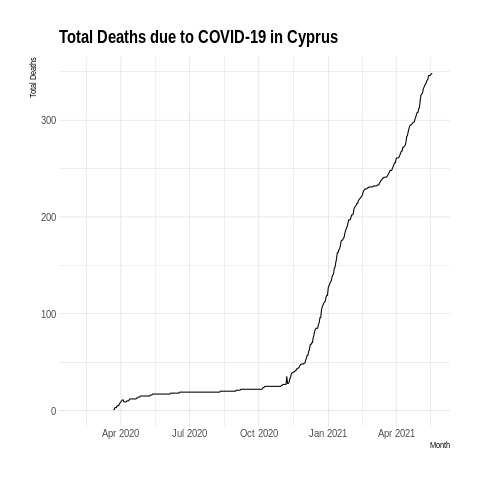 Total Deaths due to COVID-19 in Cyprus
Total Deaths
300
200
100
0
Apr 2020 Jul 2020 Oct 2020 Jan 2021 Apr 2021
Month